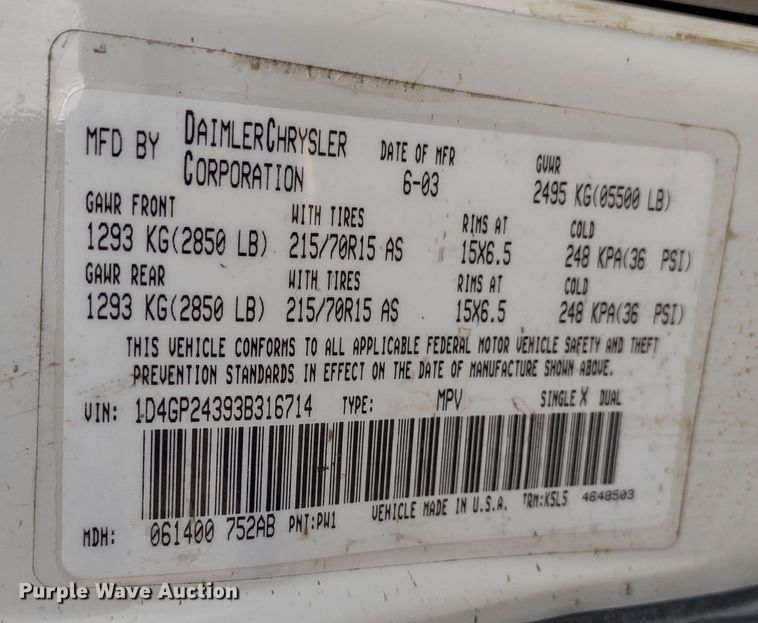 MFD BY DAIMLERCHRYSLER CORPORATION
DATE OF MFR 6-03
GVWR 2495 KG(05500 LB)
GAWR FRONT WITH TIRES RIMS AT COLD
1293 KG(2850 LB) 215/70R15 AS 15X6.5 248 KPA(36 PSI)
GAWR REAR WITH TIRES RIMS AT COLD
1293 KG(2850 LB) 215/70R15 AS 15X6.5 248 KPA(36 PSI)
THIS VEHICLE CONFORMS TO ALL APPLICABLE FEDERAL MOTOR VEHICLE SAFETY AND THEFT
PREVENTION STANDARDS IN EFFECT ON THE DATE OF MANUFACTURE SHOWN ABOVE.
VIN: 1D4GP24393B316714 TYPE: MPV SINGLE X DUAL
MDH: 061400 752AB PNT:PW1 VEHICLE MADE IN U.S.A. TRM:K5L5 4648503
Purple Wave Auction